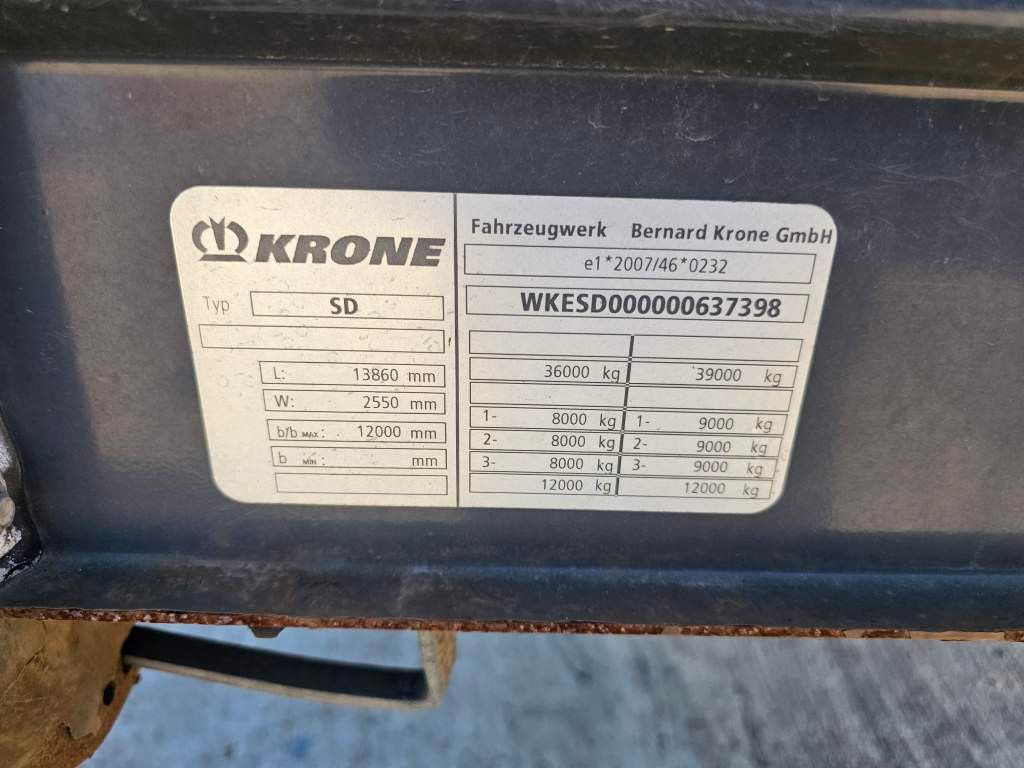 KRONE
Typ SD
L: 13860 mm
W: 2550 mm
b/b MAX: 12000 mm
b MIN: mm
Fahrzeugwerk Bernard Krone GmbH
e1*2007/46*0232
WKESD000000637398
36000 kg 39000 kg
1- 8000 kg 1- 9000 kg
2- 8000 kg 2- 9000 kg
3- 8000 kg 3- 9000 kg
12000 kg 12000 kg